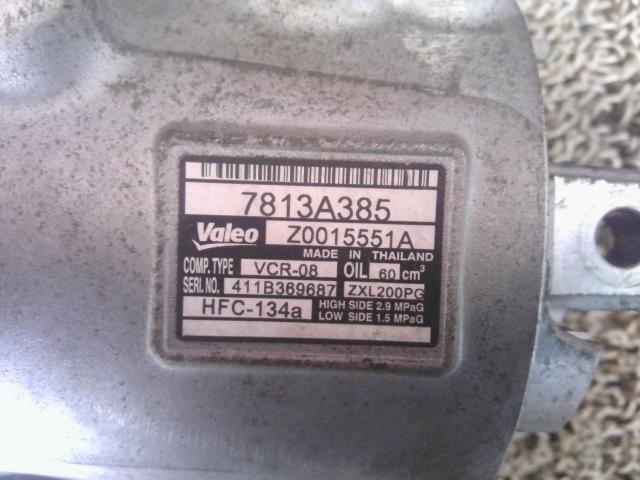 7813A385
Valeo Z0015551A
MADE IN THAILAND
COMP. TYPE VCR-08 OIL 60 cm³
SERI. NO. 411B369687 ZXL200PG
HFC-134a HIGH SIDE 2.9 MPaG
LOW SIDE 1.5 MPaG